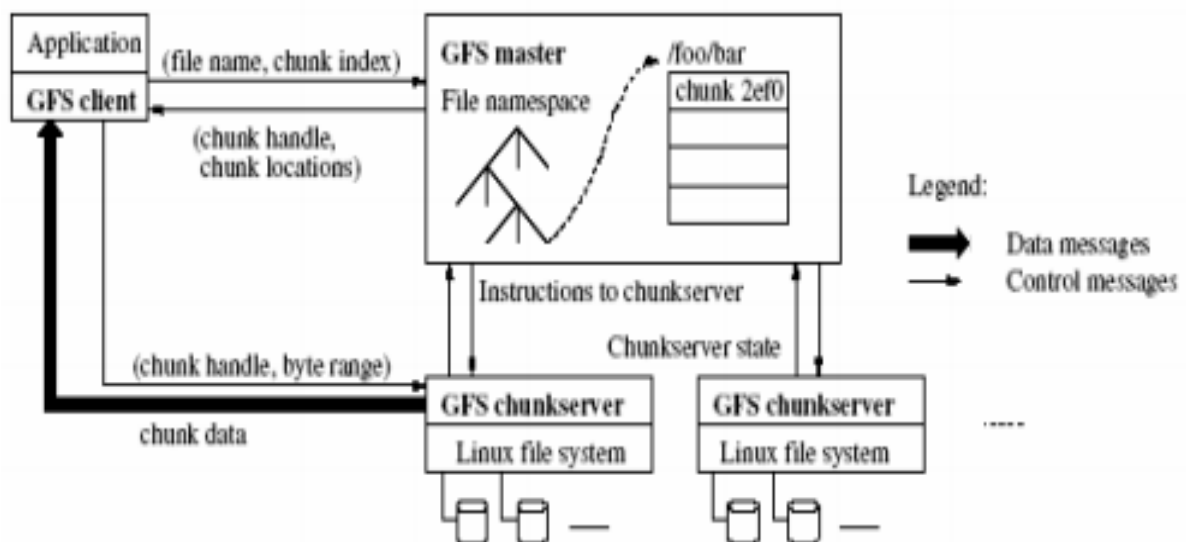 Application
GFS client
(file name, chunk index)
(chunk handle,
chunk locations)
GFS master
File namespace
/foo/bar
chunk 2ef0
Legend:
Data messages
Control messages
Instructions to chunkserver
Chunkserver state
(chunk handle, byte range)
chunk data
GFS chunkserver
Linux file system
GFS chunkserver
Linux file system